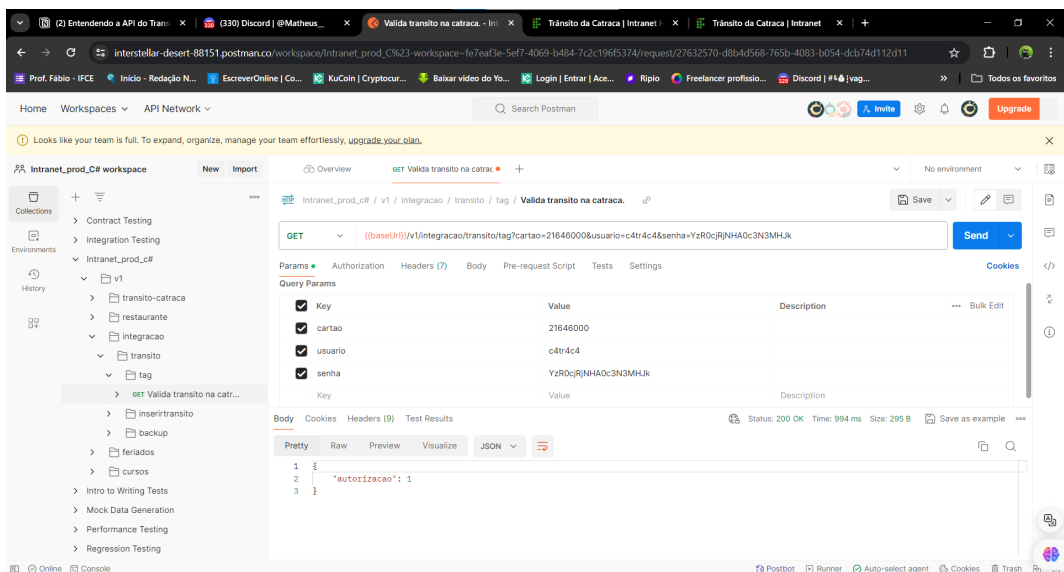 (2) Entendendo a API do Trans
(330) Discord | @Matheus_
Valida transito na catraca. - Int
Trânsito da Catraca | Intranet H
Trânsito da Catraca | Intranet
interstellar-desert-88151.postman.co/workspace/Intranet_prod_C%23-workspace~fe7eaf3e-5ef7-4069-b484-7c2c196f5374/request/27632570-d8b4d568-765b-4083-b054-dcb74d112d11
Prof. Fábio - IFCE
Início - Redação N...
EscreverOnline | Co...
KuCoin | Cryptocur...
Baixar video do Yo...
Login | Entrar | Ace...
Ripio
Freelancer profissio...
Todos os favoritos
Home Workspaces API Network
Search Postman
Invite
Upgrade
Looks like your team is full. To expand, organize, manage your team effortlessly, upgrade your plan.
Intranet_prod_C# workspace New Import
Overview
GET Valida transito na catrac
No environment
Collections
Environments
History
Contract Testing
Integration Testing
Intranet_prod_c#
v1
transito-catraca
restaurante
integracao
transito
tag
GET Valida transito na catr...
inserirtransito
backup
feriados
cursos
Intro to Writing Tests
Mock Data Generation
Performance Testing
Regression Testing
HTTP Intranet_prod_c# / v1 / integracao / transito / tag / Valida transito na catraca.
Save
GET {{baseUrl}}/v1/integracao/transito/tag?cartao=21646000&usuario=c4tr4c4&senha=YzR0cjRjNHA0c3N3MHJk
Send
Params Authorization Headers (7) Body Pre-request Script Tests Settings Cookies
Query Params
Key Value Description Bulk Edit
cartao 21646000
usuario c4tr4c4
senha YzR0cjRjNHA0c3N3MHJk
Key Value Description
Body Cookies Headers (9) Test Results
Status: 200 OK Time: 994 ms Size: 295 B Save as example
Pretty Raw Preview Visualize JSON
1 {
2 "autorizacao": 1
3 }
Online Console
Postbot Runner Auto-select agent Cookies Trash